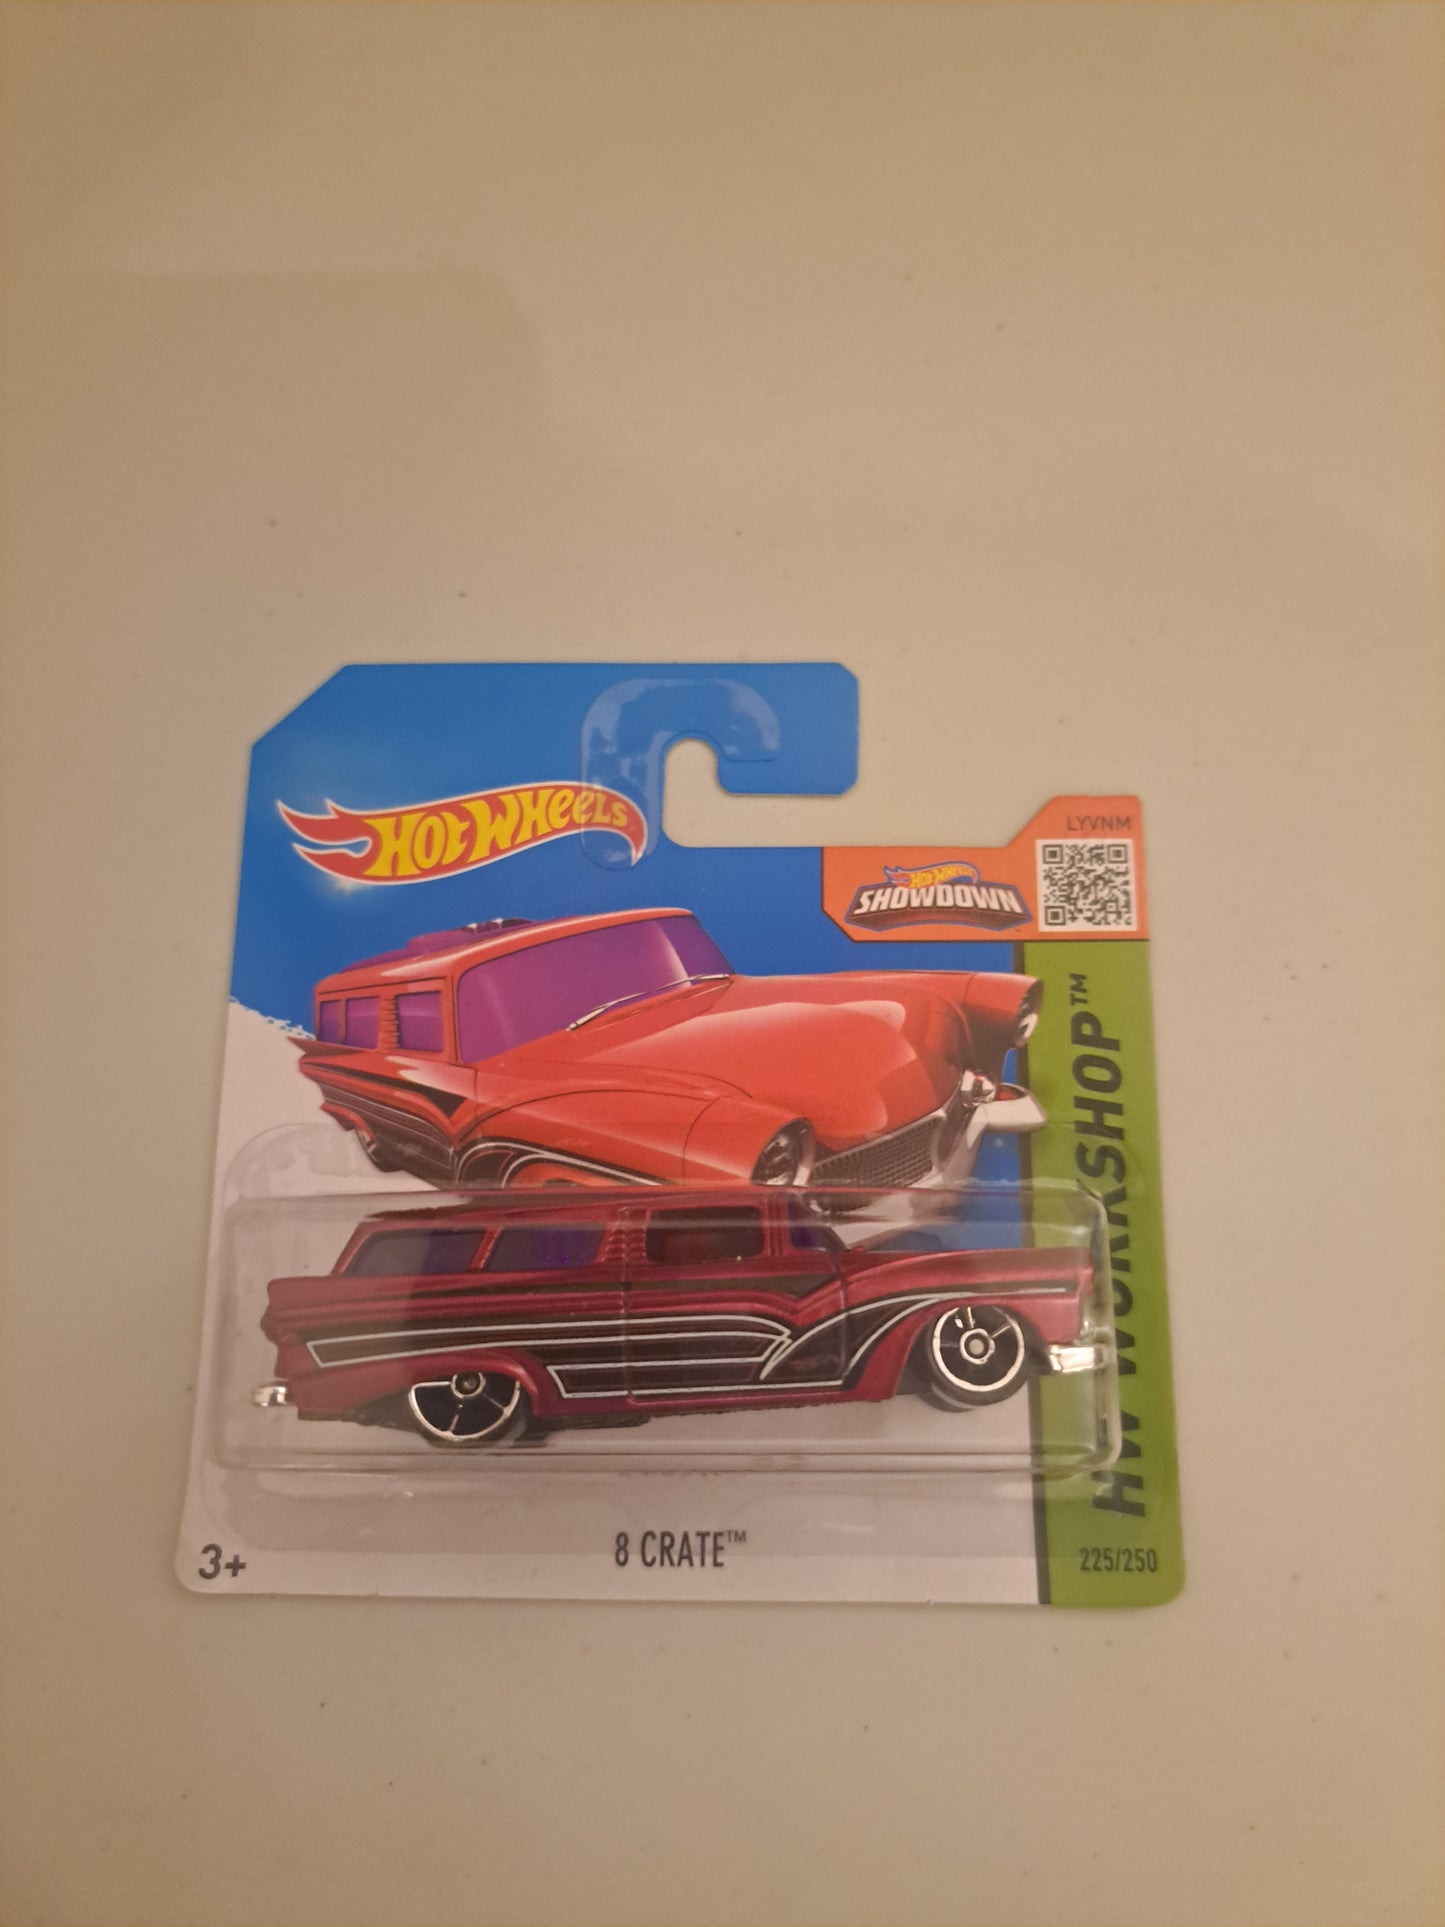 HOT WHEELS
LYVNM
HOT WHEELS
SHOWDOWN
HW WORKSHOP™
8 CRATE™
3+
225/250